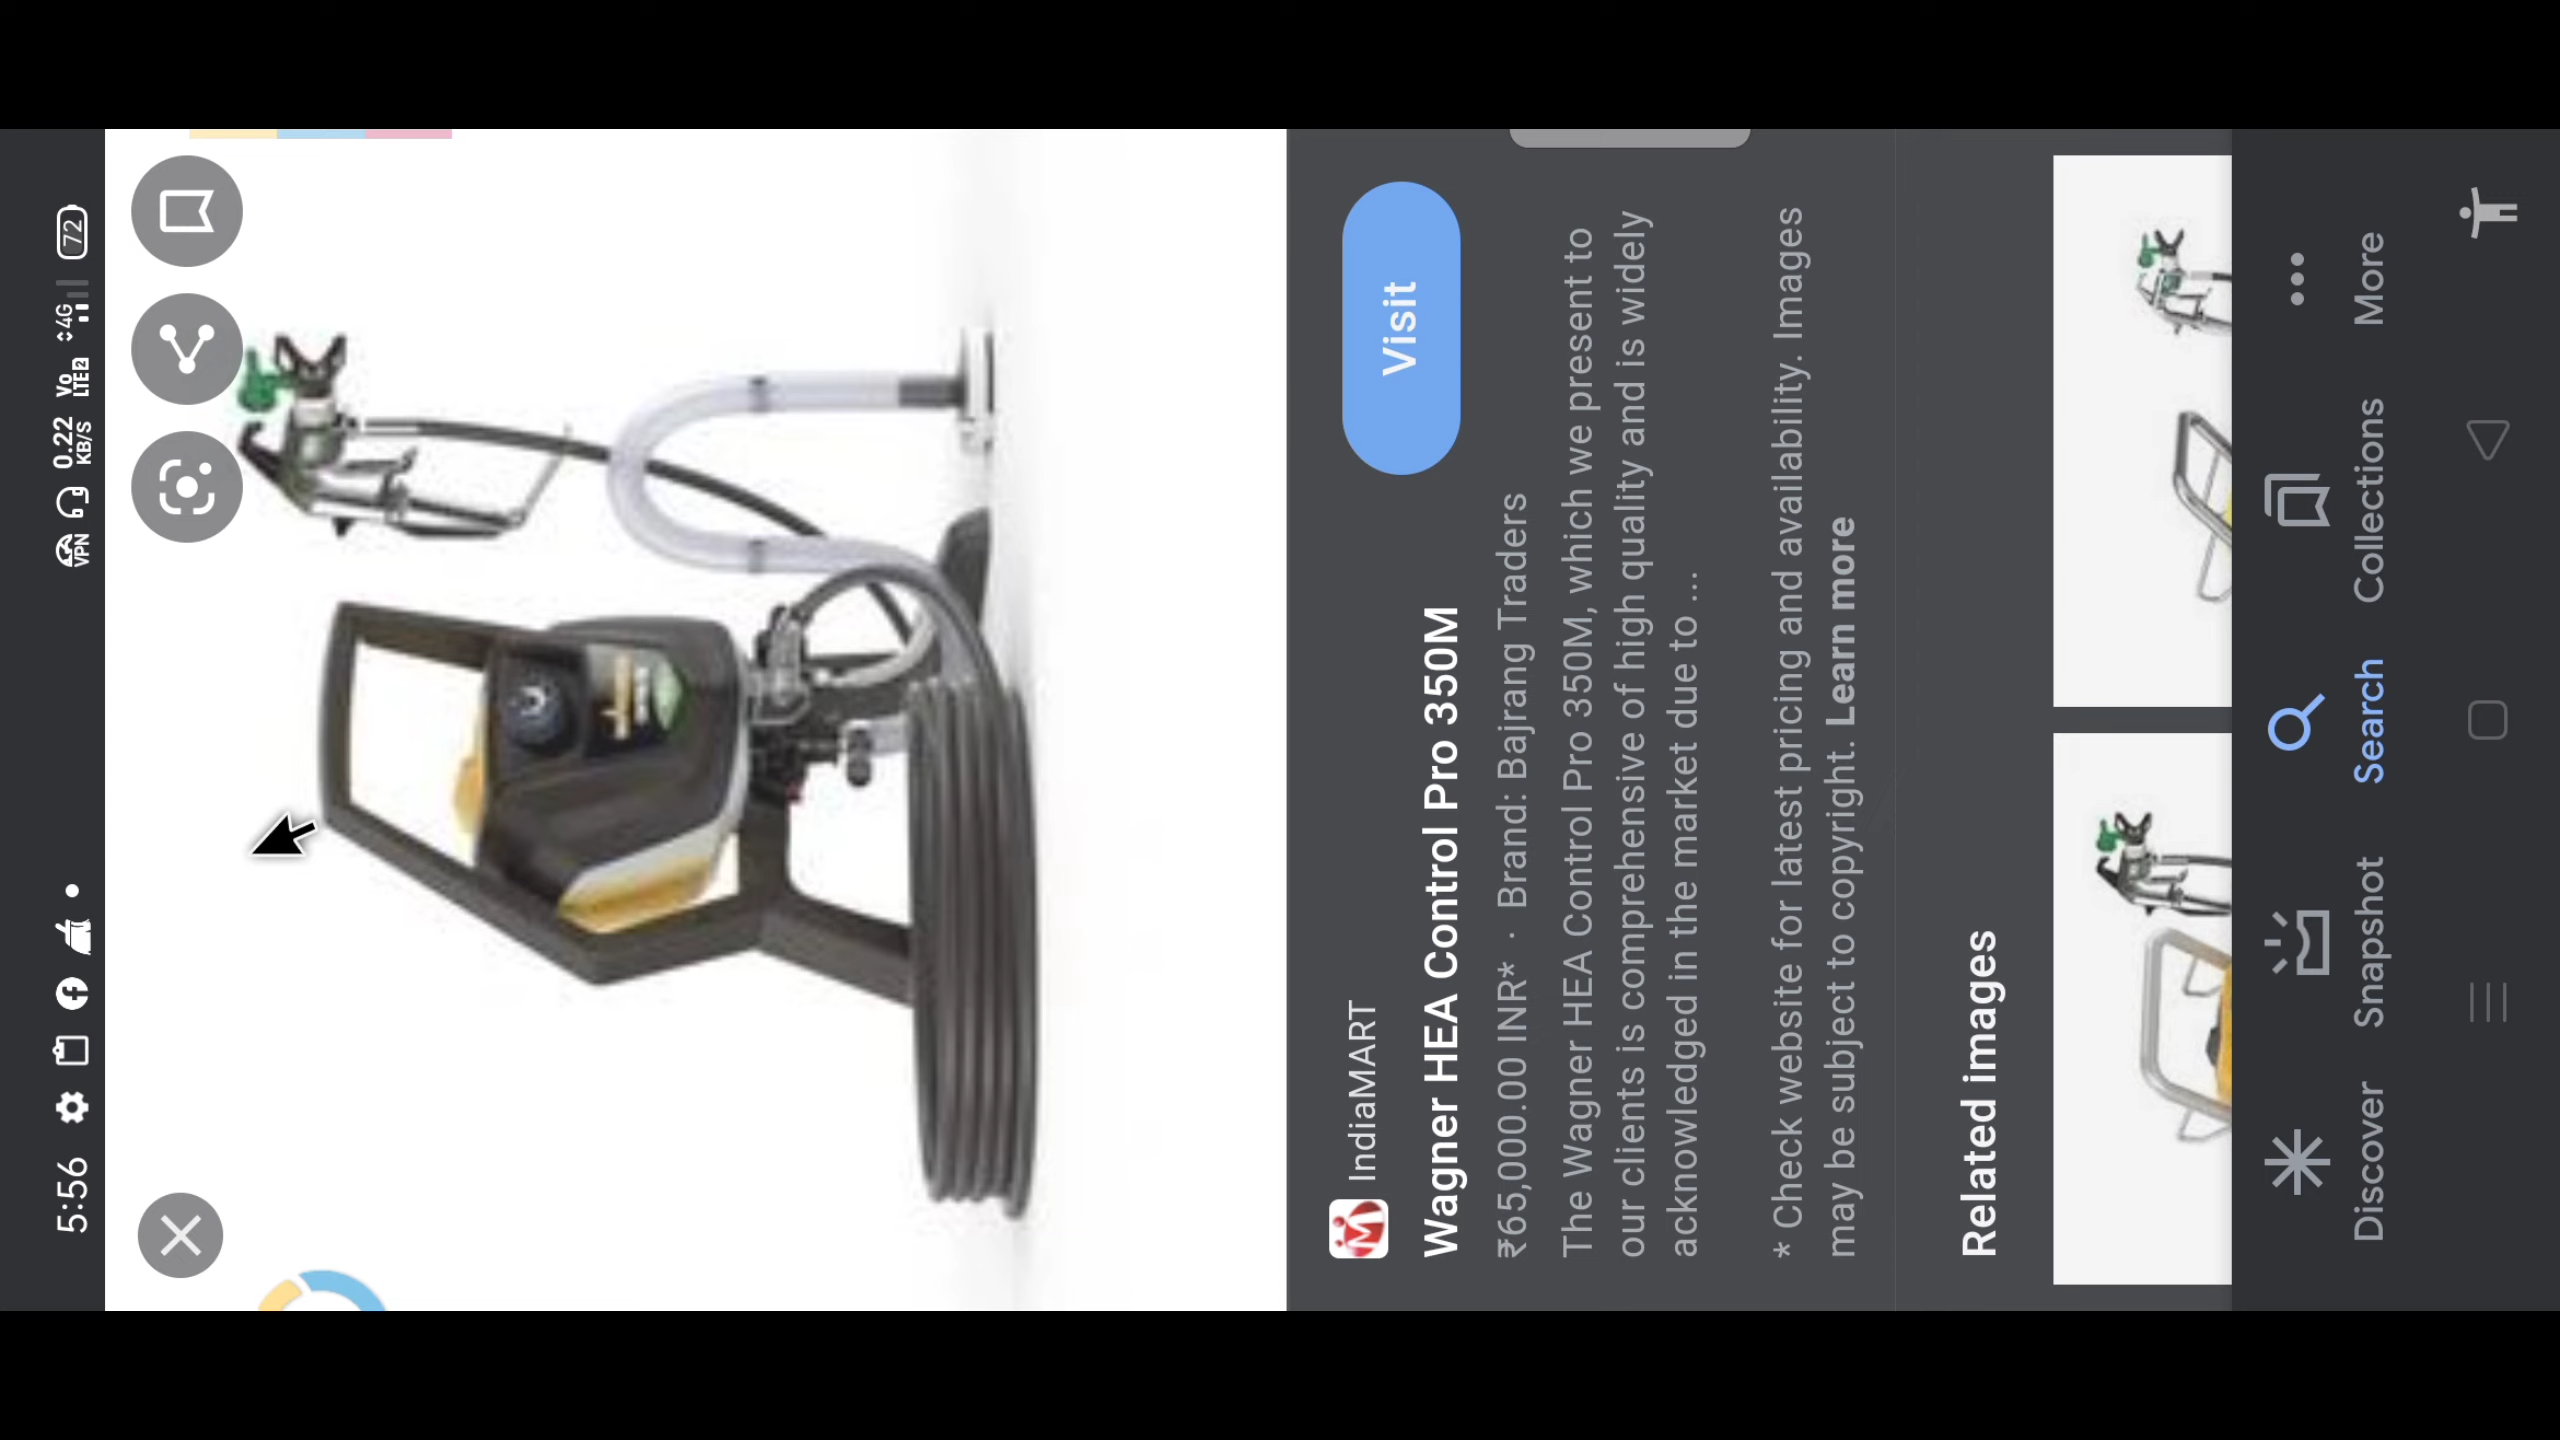 5:56
VPN
0.22
KB/S
Vo
LTE2
4G
72
IndiaMART
Wagner HEA Control Pro 350M
Visit
₹65,000.00 INR* · Brand: Bajrang Traders
The Wagner HEA Control Pro 350M, which we present to
our clients is comprehensive of high quality and is widely
acknowledged in the market due to ...
* Check website for latest pricing and availability. Images
may be subject to copyright. Learn more
Related images
Discover
Snapshot
Search
Collections
More